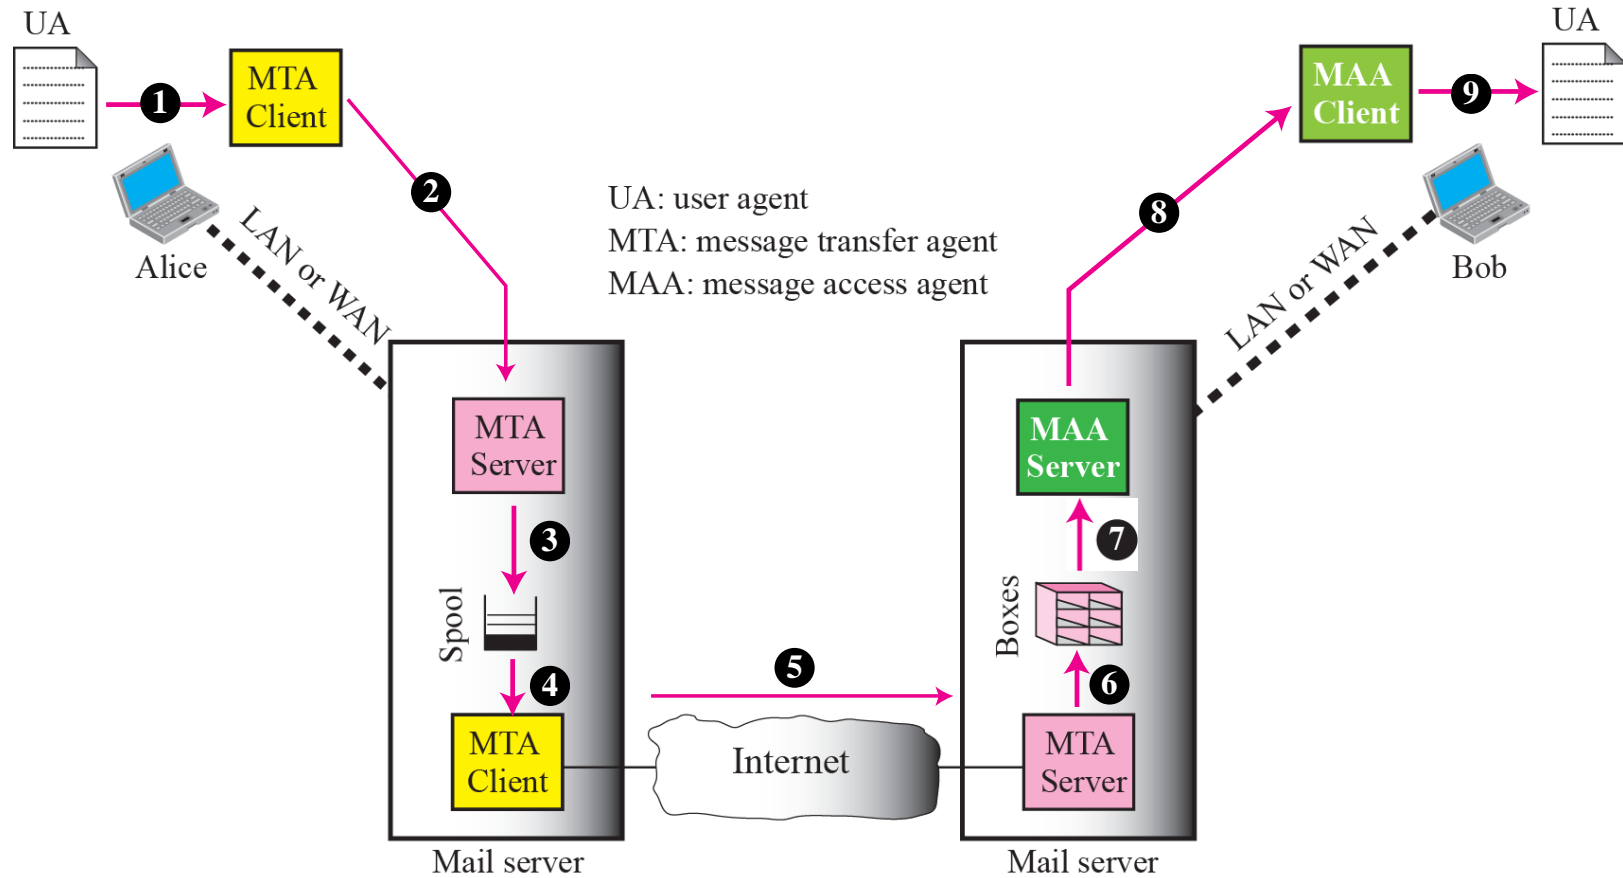 UA
MTA
Client
1
2
Alice
LAN or WAN
UA: user agent
MTA: message transfer agent
MAA: message access agent
UA
MAA
Client
9
8
Bob
LAN or WAN
MTA
Server
3
Spool
4
MTA
Client
Mail server
5
Internet
MAA
Server
7
Boxes
6
MTA
Server
Mail server